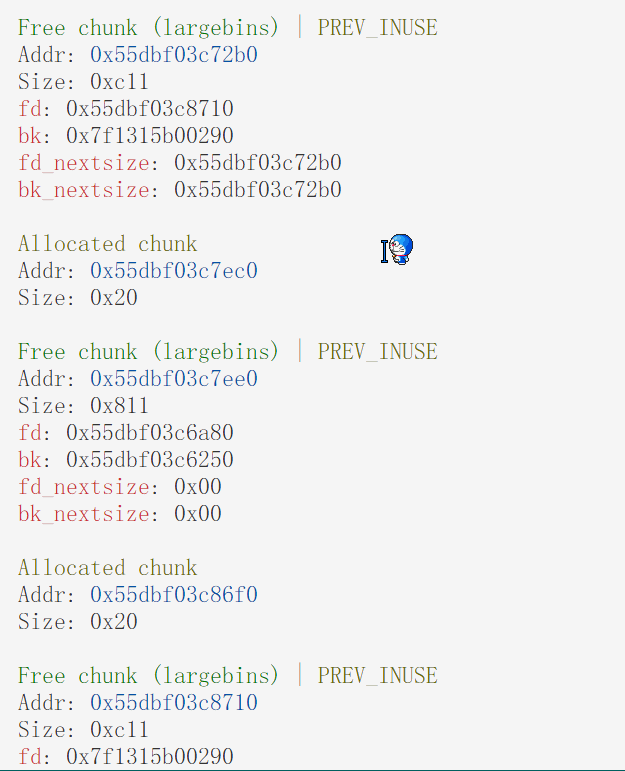 Free chunk (largebins) | PREV_INUSE
Addr: 0x55dbf03c72b0
Size: 0xc11
fd: 0x55dbf03c8710
bk: 0x7f1315b00290
fd_nextsize: 0x55dbf03c72b0
bk_nextsize: 0x55dbf03c72b0
Allocated chunk
Addr: 0x55dbf03c7ec0
Size: 0x20
Free chunk (largebins) | PREV_INUSE
Addr: 0x55dbf03c7ee0
Size: 0x811
fd: 0x55dbf03c6a80
bk: 0x55dbf03c6250
fd_nextsize: 0x00
bk_nextsize: 0x00
Allocated chunk
Addr: 0x55dbf03c86f0
Size: 0x20
Free chunk (largebins) | PREV_INUSE
Addr: 0x55dbf03c8710
Size: 0xc11
fd: 0x7f1315b00290